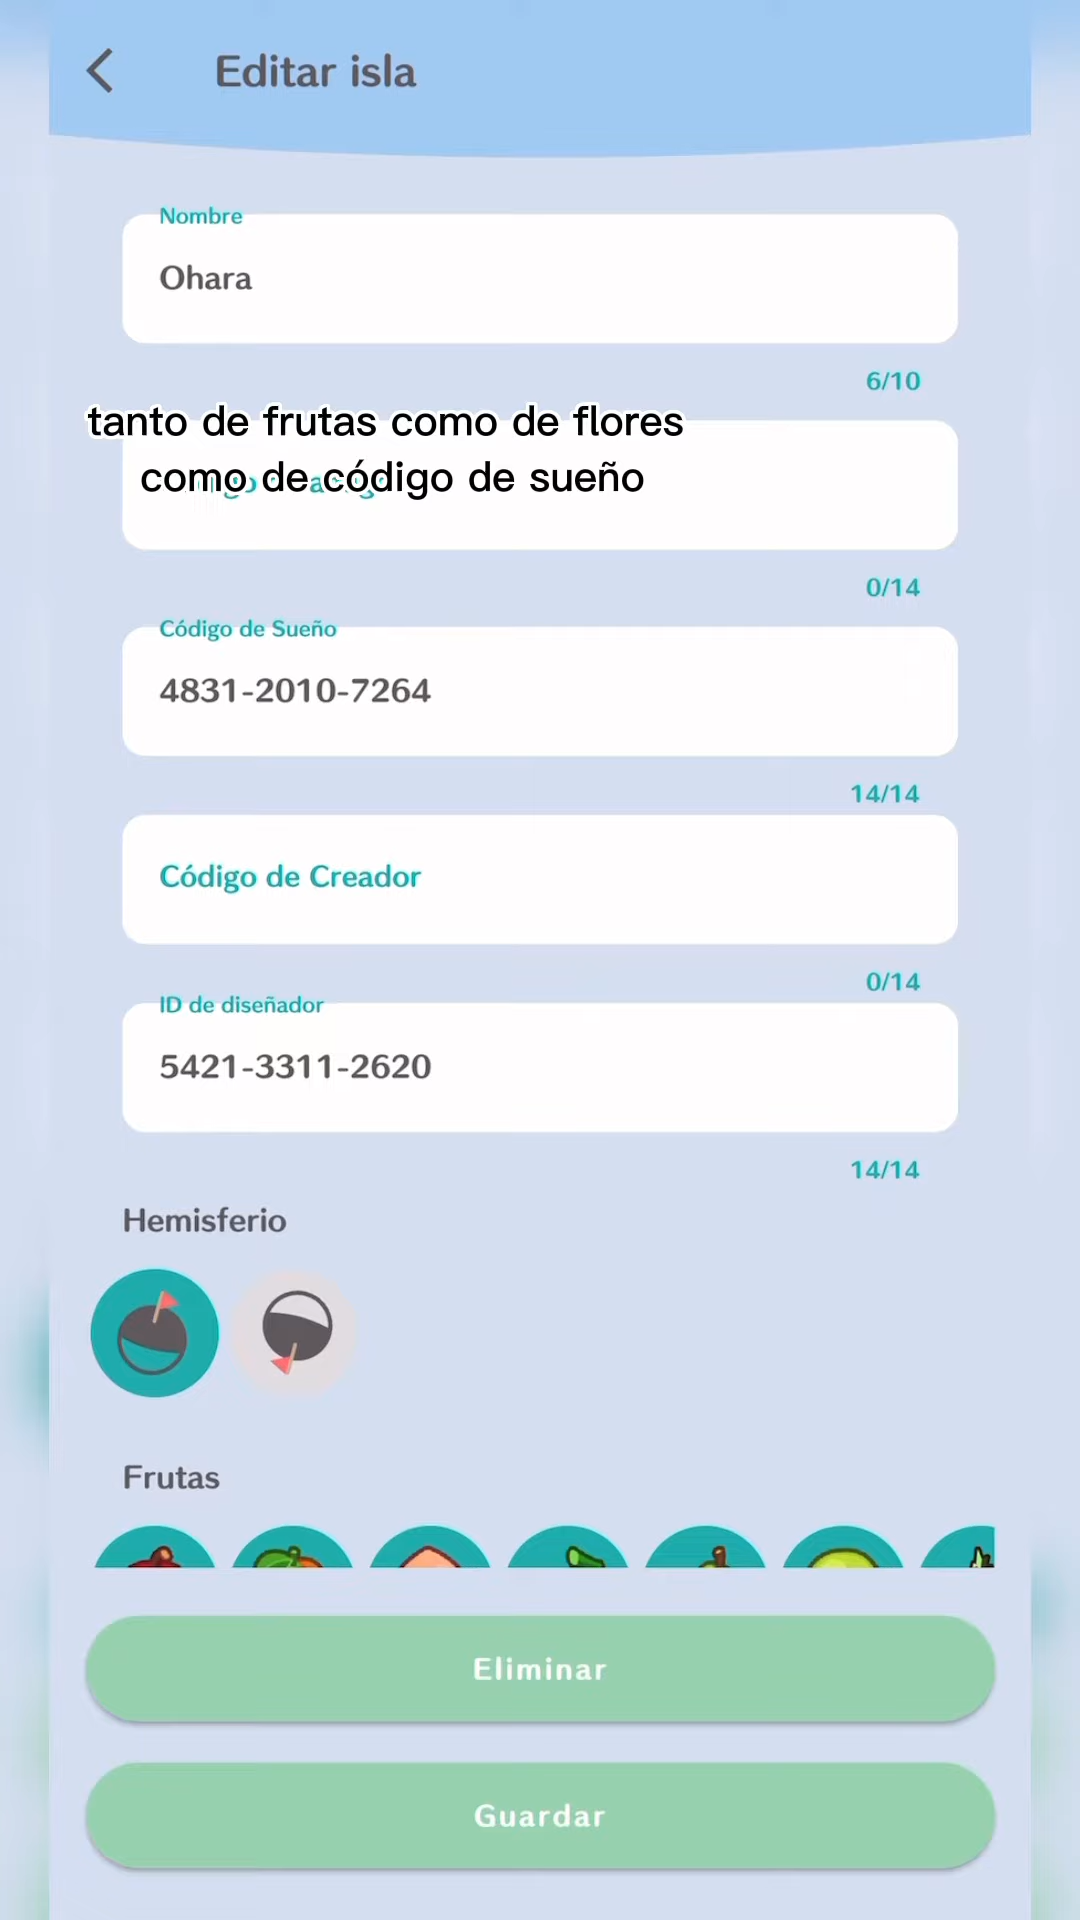 Editar isla
Nombre
Ohara
6/10
tanto de frutas como de flores
como de código de sueño
0/14
Código de Sueño
4831-2010-7264
14/14
Código de Creador
0/14
ID de diseñador
5421-3311-2620
14/14
Hemisferio
Frutas
Eliminar
Guardar